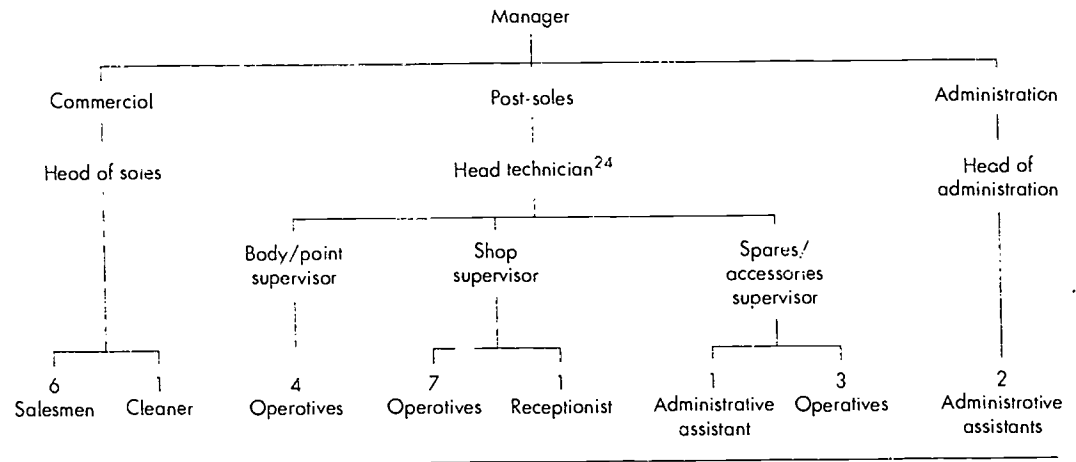 Manager
Commerciol
Post-soles
Administration
Head of soies
Head technician24
Head of
administration
Body/point
supervisor
Shop
supervisor
Spares/
accessories
supervisor
6
Salesmen
1
Cleaner
4
Operotives
7
Operotives
1
Receptionist
1
Administrative
assistant
3
Operatives
2
Administrotive
assistants